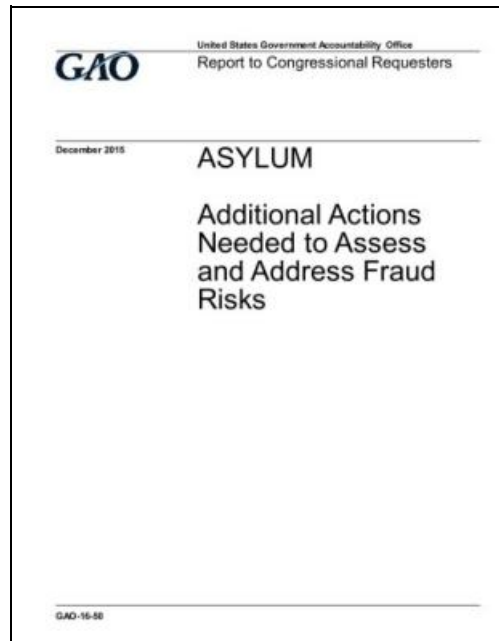 United States Government Accountability Office
GAO
Report to Congressional Requesters
December 2015
ASYLUM
Additional Actions
Needed to Assess
and Address Fraud
Risks
GAO-16-50